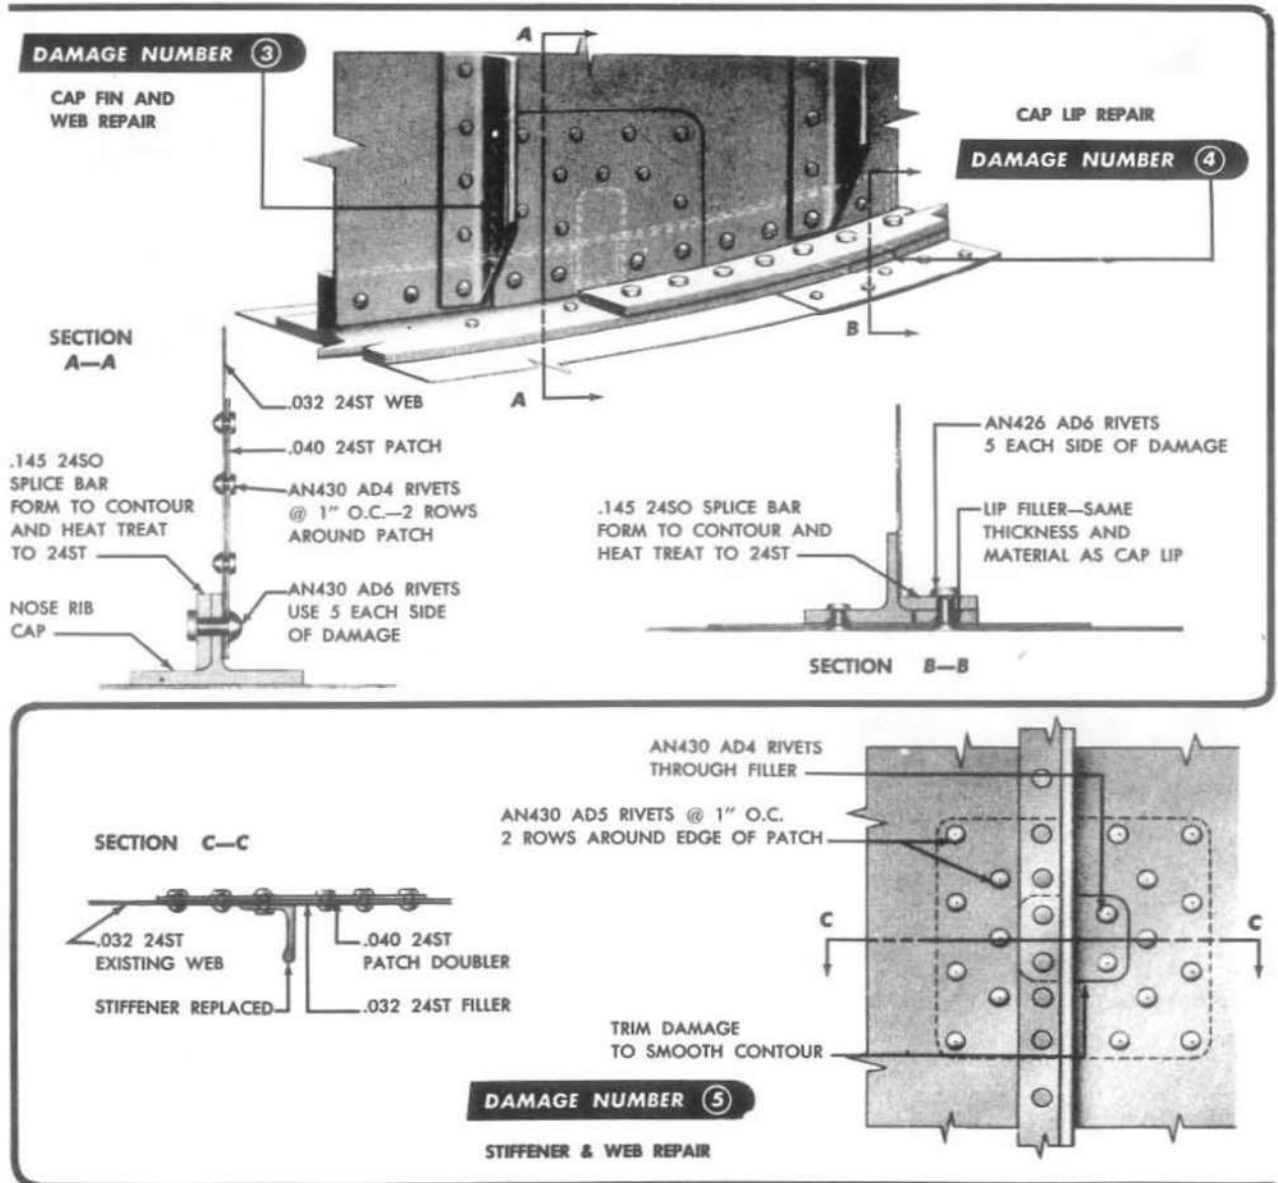 DAMAGE NUMBER 3
CAP FIN AND
WEB REPAIR
A
CAP LIP REPAIR
DAMAGE NUMBER 4
B
A
SECTION
A—A
.032 24ST WEB
.040 24ST PATCH
.145 24SO
SPLICE BAR
FORM TO CONTOUR
AND HEAT TREAT
TO 24ST
AN430 AD4 RIVETS
@ 1" O.C.—2 ROWS
AROUND PATCH
NOSE RIB
CAP
AN430 AD6 RIVETS
USE 5 EACH SIDE
OF DAMAGE
AN426 AD6 RIVETS
5 EACH SIDE OF DAMAGE
.145 24SO SPLICE BAR
FORM TO CONTOUR AND
HEAT TREAT TO 24ST
LIP FILLER—SAME
THICKNESS AND
MATERIAL AS CAP LIP
SECTION B—B
AN430 AD4 RIVETS
THROUGH FILLER
AN430 AD5 RIVETS @ 1" O.C.
2 ROWS AROUND EDGE OF PATCH
SECTION C—C
.032 24ST
EXISTING WEB
.040 24ST
PATCH DOUBLER
STIFFENER REPLACED
.032 24ST FILLER
C
C
TRIM DAMAGE
TO SMOOTH CONTOUR
DAMAGE NUMBER 5
STIFFENER & WEB REPAIR